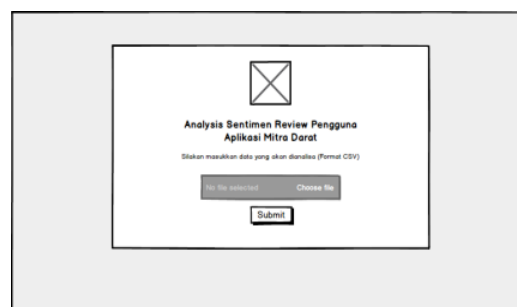 Analysis Sentimen Review Pengguna
Aplikasi Mitra Darat
Silakan masukkan data yang akan dianalisa (Format CSV)
No file selected Choose file
Submit